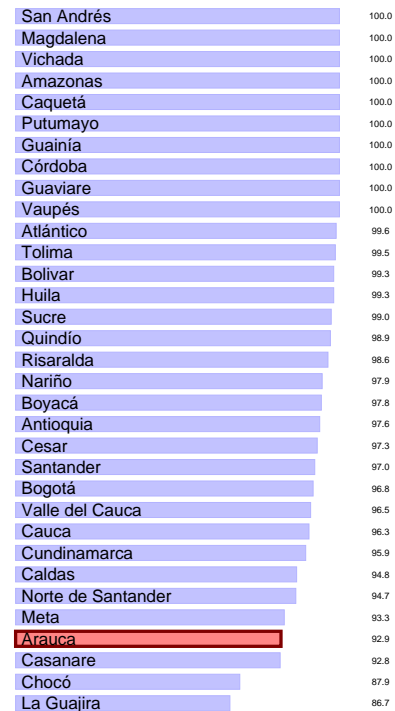 San Andrés 100.0
Magdalena 100.0
Vichada 100.0
Amazonas 100.0
Caquetá 100.0
Putumayo 100.0
Guainía 100.0
Córdoba 100.0
Guaviare 100.0
Vaupés 100.0
Atlántico 99.6
Tolima 99.5
Bolivar 99.3
Huila 99.3
Sucre 99.0
Quindío 98.9
Risaralda 98.6
Nariño 97.9
Boyacá 97.8
Antioquia 97.6
Cesar 97.3
Santander 97.0
Bogotá 96.8
Valle del Cauca 96.5
Cauca 96.3
Cundinamarca 95.9
Caldas 94.8
Norte de Santander 94.7
Meta 93.3
Arauca 92.9
Casanare 92.8
Chocó 87.9
La Guajira 86.7